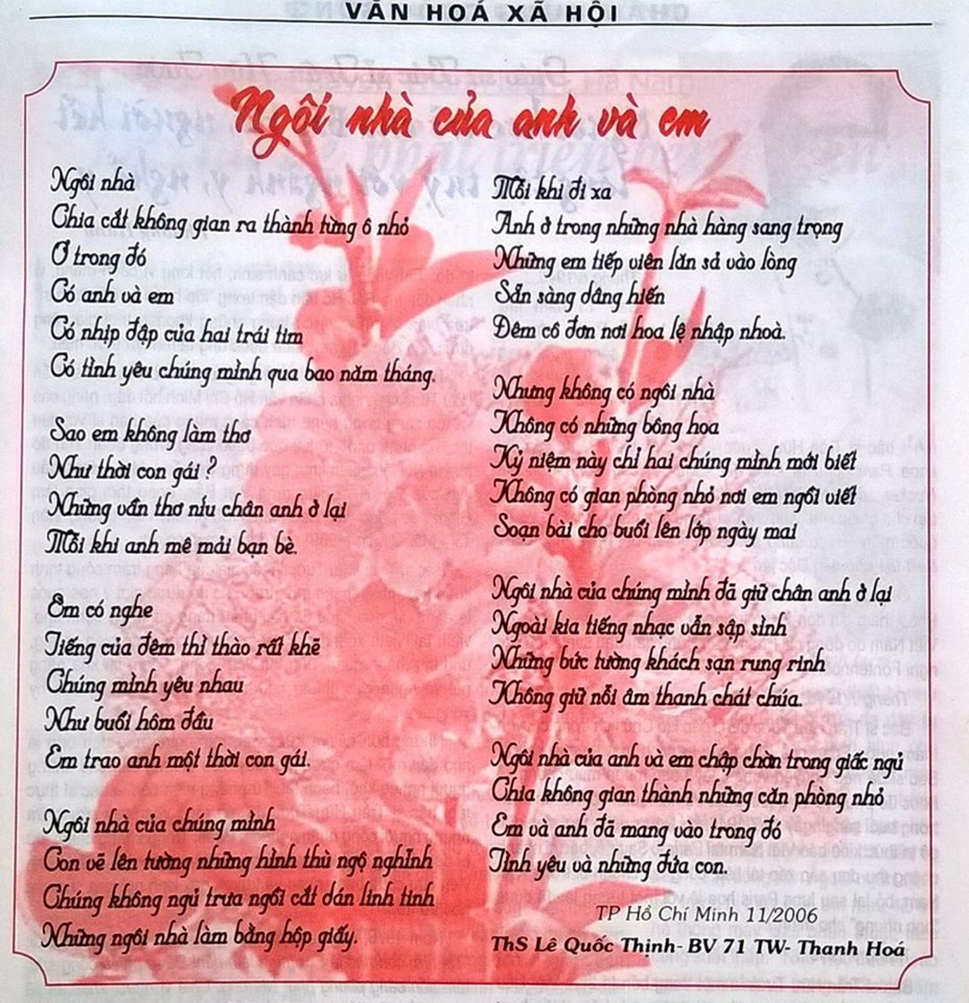 VĂN HOÁ XÃ HỘI
Ngôi nhà của anh và em
Ngôi nhà
Chia cắt không gian ra thành từng ô nhỏ
Ở trong đó
Có anh và em
Có nhịp đập của hai trái tim
Có tình yêu chúng mình qua bao năm tháng.
Sao em không làm thơ
Như thời con gái ?
Những vần thơ níu chân anh ở lại
Mỗi khi anh mê mải bạn bè.
Em có nghe
Tiếng của đêm thì thào rất khẽ
Chúng mình yêu nhau
Như buổi hôm đầu
Em trao anh một thời con gái.
Ngôi nhà của chúng mình
Con vẽ lên tường những hình thù ngộ nghĩnh
Chúng không ngủ trưa ngồi cắt dán linh tinh
Những ngôi nhà làm bằng hộp giấy.
Mỗi khi đi xa
Anh ở trong những nhà hàng sang trọng
Những em tiếp viên lăn sả vào lòng
Sẵn sàng dâng hiến
Đêm cô đơn nơi hoa lệ nhập nhoà.
Nhưng không có ngôi nhà
Không có những bông hoa
Kỷ niệm này chỉ hai chúng mình mới biết
Không có gian phòng nhỏ nơi em ngồi viết
Soạn bài cho buổi lên lớp ngày mai
Ngôi nhà của chúng mình đã giữ chân anh ở lại
Ngoài kia tiếng nhạc vẫn sập sình
Những bức tường khách sạn rung rinh
Không giữ nỗi âm thanh chát chúa.
Ngôi nhà của anh và em chập chờn trong giấc ngủ
Chia không gian thành những căn phòng nhỏ
Em và anh đã mang vào trong đó
Tình yêu và những đứa con.
TP Hồ Chí Minh 11/2006
ThS Lê Quốc Thịnh- BV 71 TW- Thanh Hoá